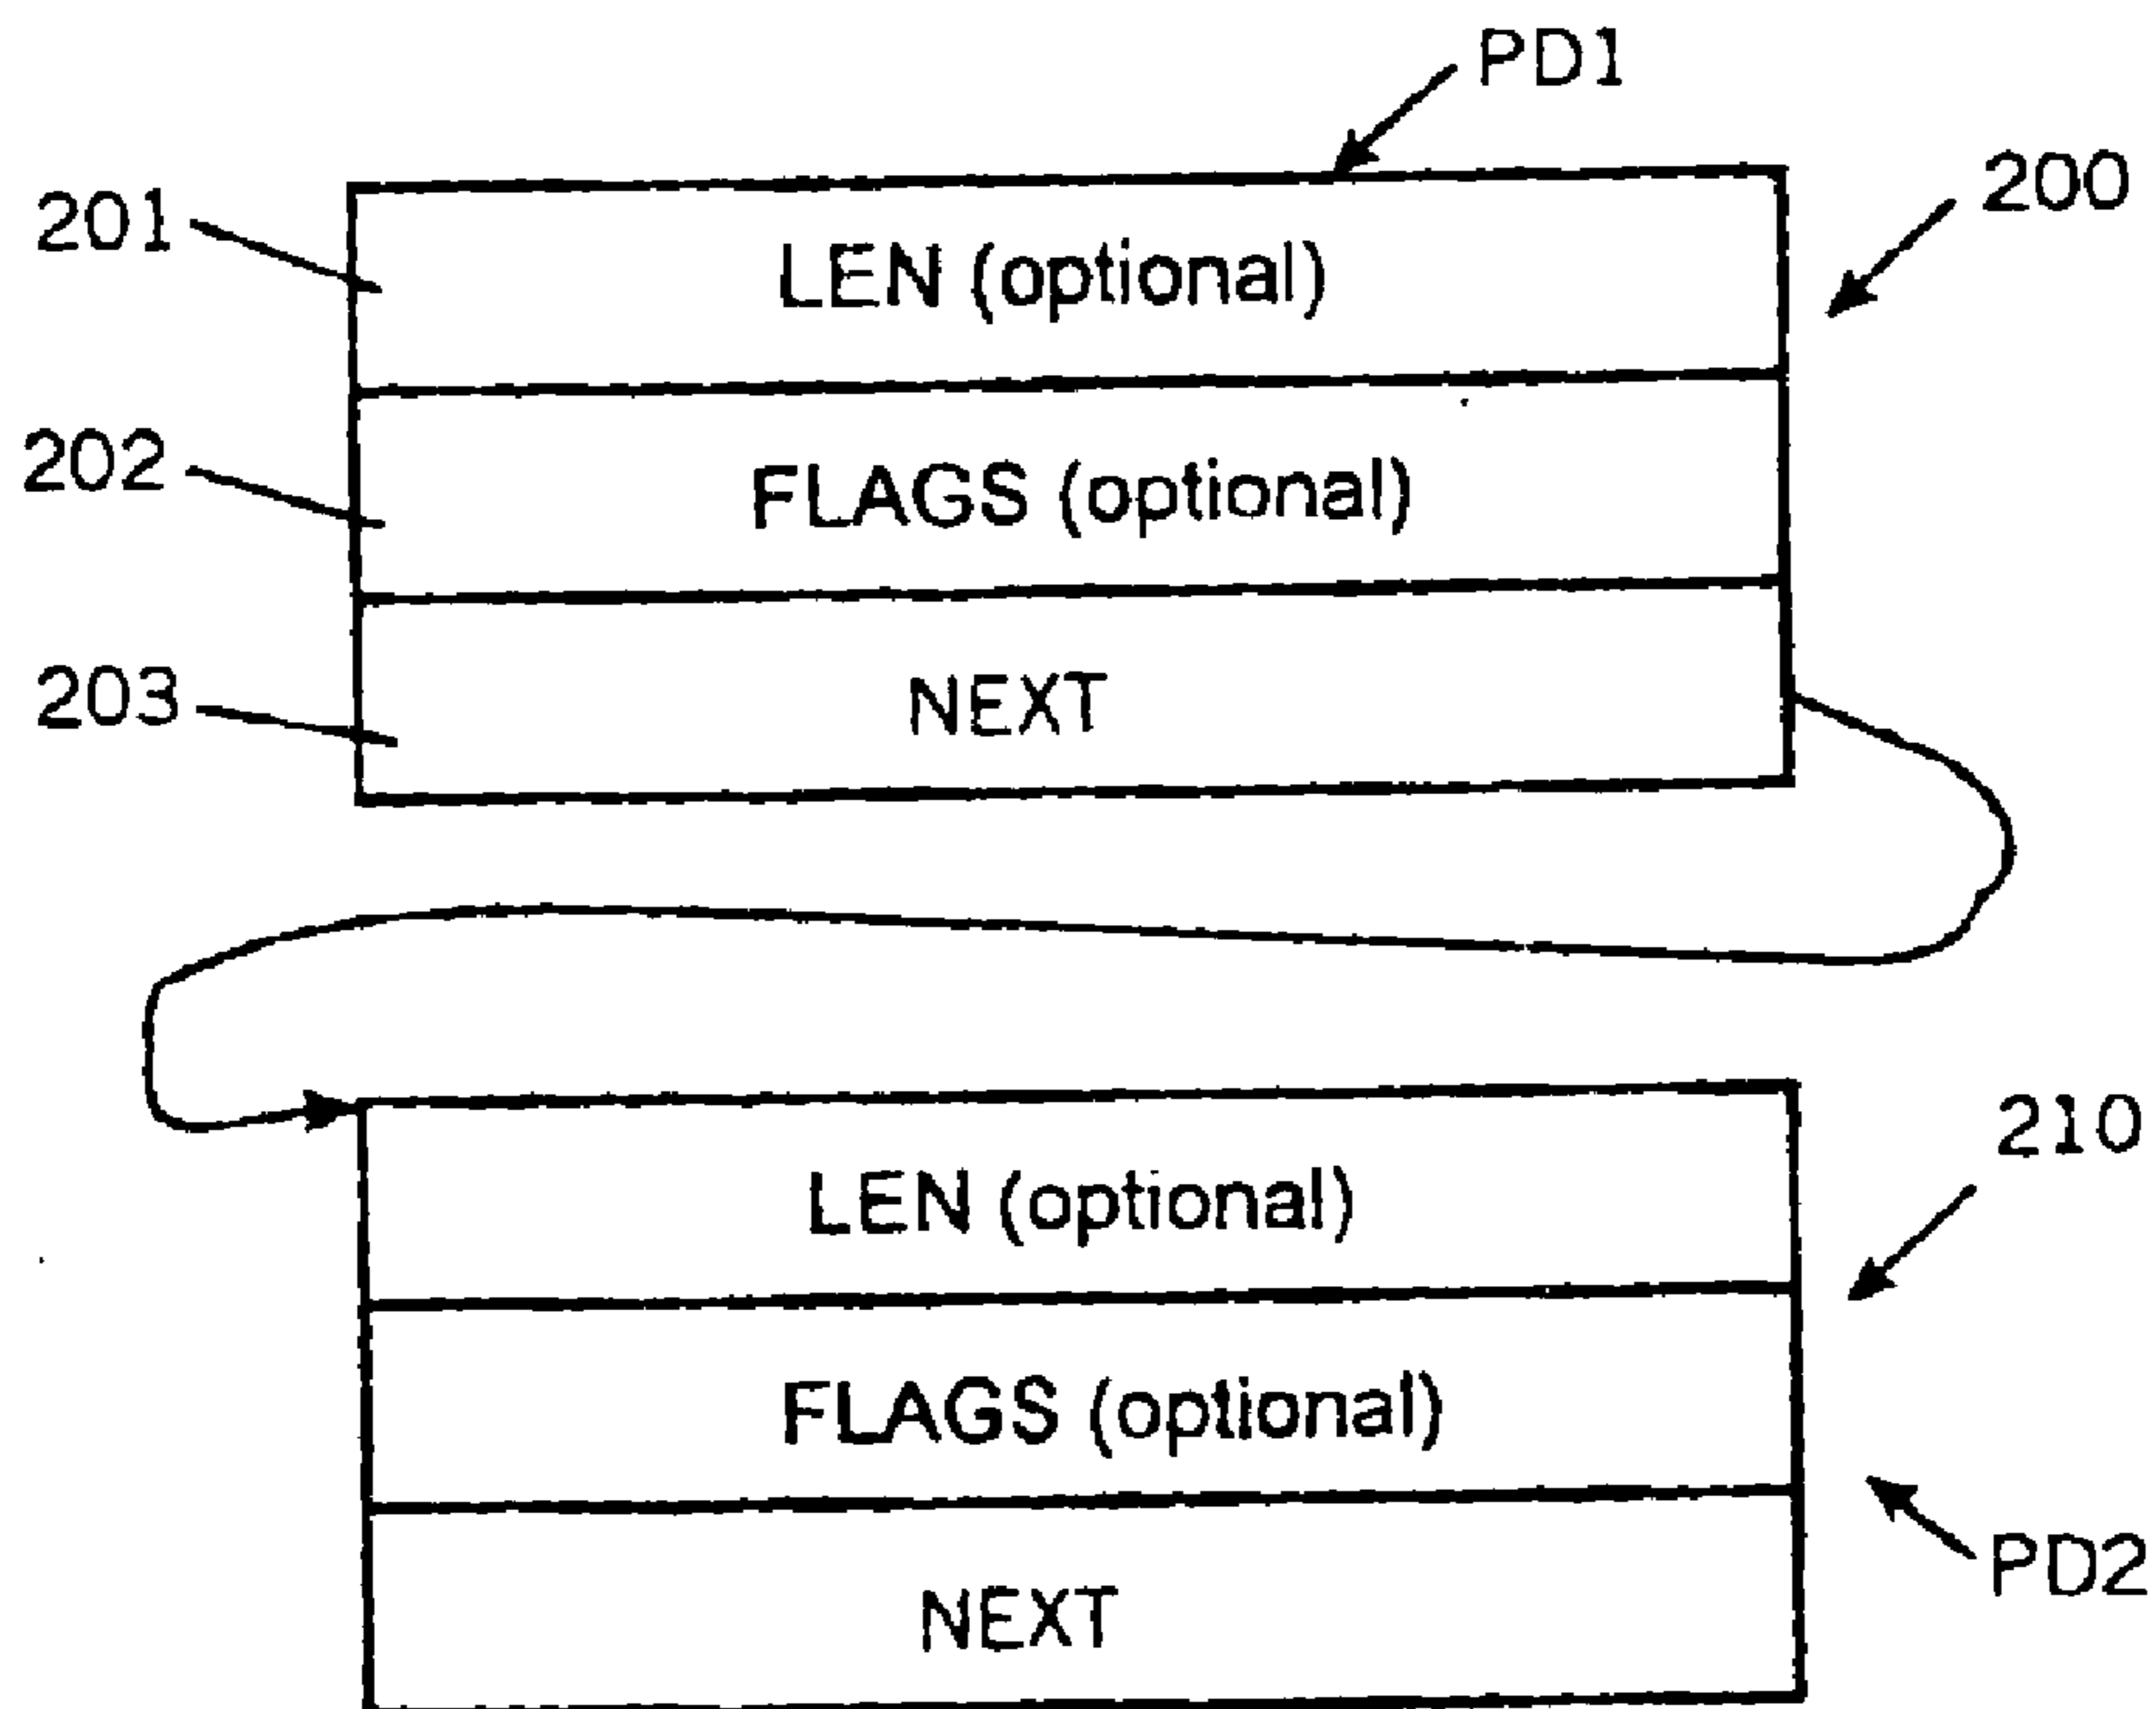 PD1
200
201
LEN (optional)
202
FLAGS (optional)
203
NEXT
210
LEN (optional)
FLAGS (optional)
PD2
NEXT